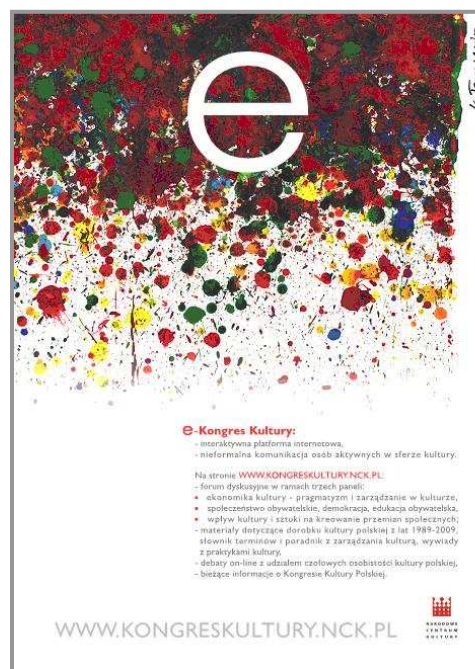 e
e-Kongres Kultury:
- interaktywna platforma internetowa,
- nieformalna komunikacja osób aktywnych w sferze kultury.
Na stronie WWW.KONGRESKULTURY.NCK.PL:
- forum dyskusyjne w ramach trzech paneli:
• ekonomika kultury - pragmatyzm i zarządzanie w kulturze,
• społeczeństwo obywatelskie, demokracja, edukacja obywatelska,
• wpływ kultury i sztuki na kreowanie przemian społecznych;
- materiały dotyczące dorobku kultury polskiej z lat 1989-2009,
słownik terminów i poradnik z zarządzania kulturą, wywiady
z praktykami kultury,
- debaty on-line z udziałem czołowych osobistości kultury polskiej,
- bieżące informacje o Kongresie Kultury Polskiej.
WWW.KONGRESKULTURY.NCK.PL
NARODOWE
CENTRUM
KULTURY